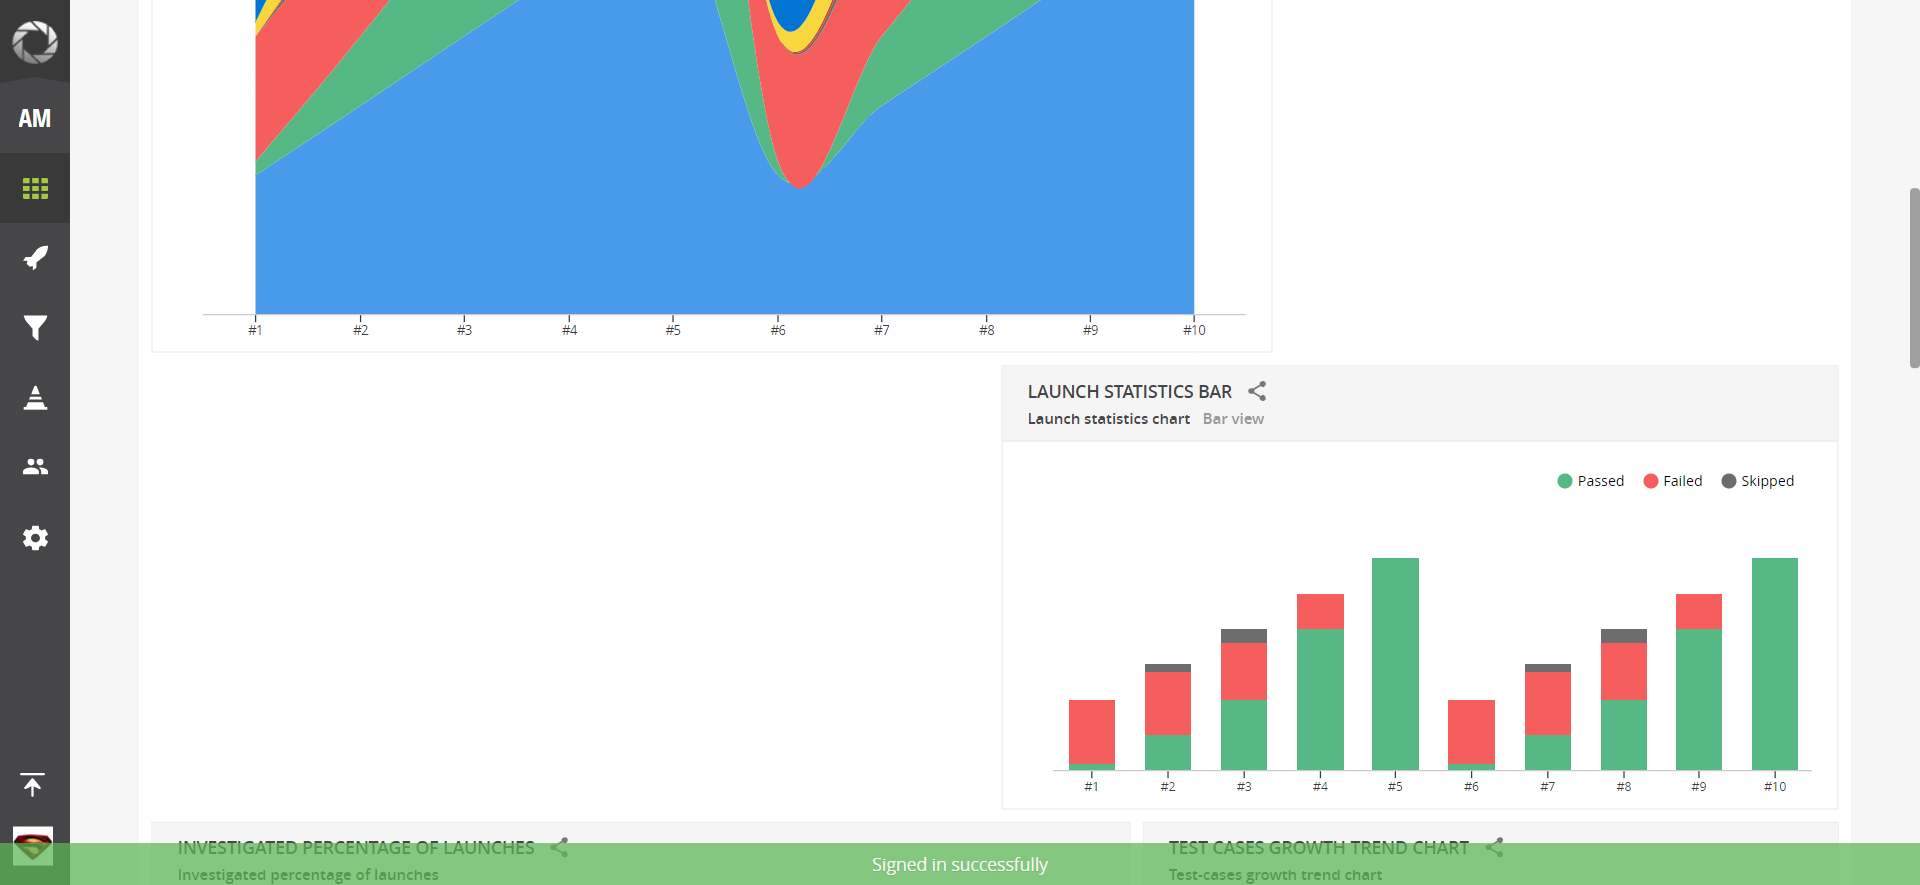 AM
#1 #2 #3 #4 #5 #6 #7 #8 #9 #10
LAUNCH STATISTICS BAR
Launch statistics chart Bar view
Passed Failed Skipped
#1 #2 #3 #4 #5 #6 #7 #8 #9 #10
INVESTIGATED PERCENTAGE OF LAUNCHES
Investigated percentage of launches
TEST CASES GROWTH TREND CHART
Test-cases growth trend chart
Signed in successfully